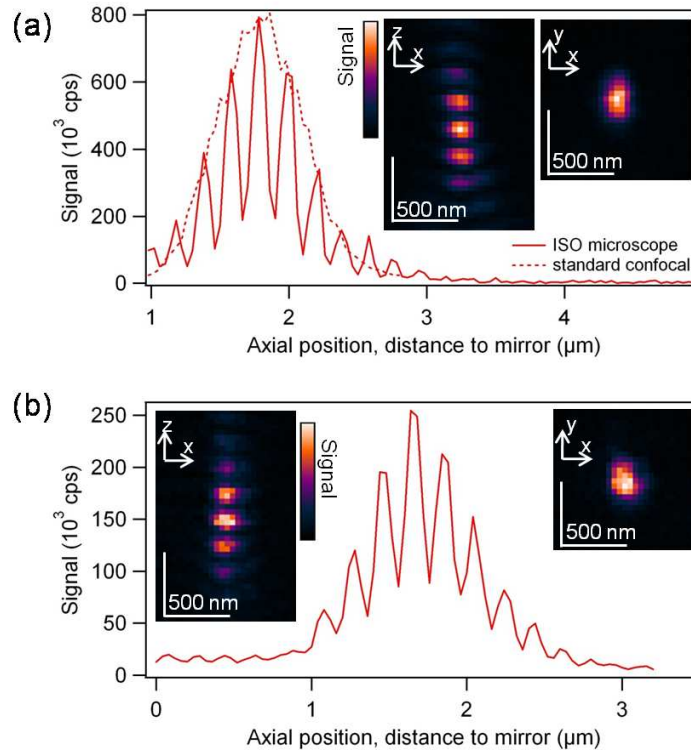 (a)
800
600
400
200
0
Signal (10³ cps)
Signal
z
x
500 nm
y
x
500 nm
ISO microscope
standard confocal
1
2
3
4
Axial position, distance to mirror (µm)
(b)
250
200
150
100
50
0
Signal (10³ cps)
z
x
500 nm
Signal
y
x
500 nm
0
1
2
3
Axial position, distance to mirror (µm)